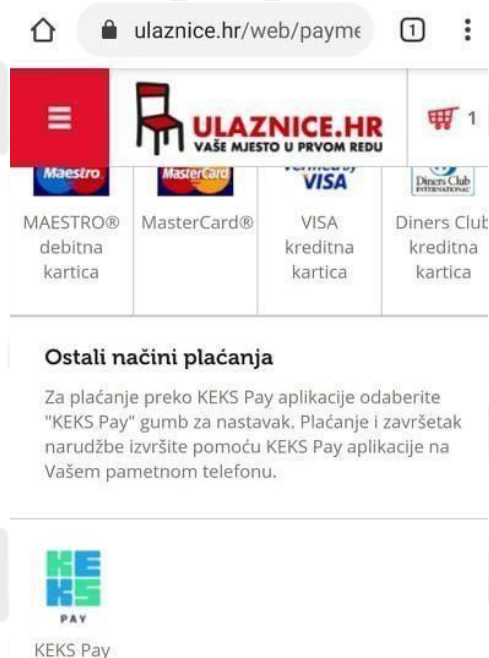 ulaznice.hr/web/payme
1
ULAZNICE.HR
VAŠE MJESTO U PRVOM REDU
1
Maestro
MasterCard
Verified by
VISA
Diners Club
INTERNATIONAL
MAESTRO®
debitna
kartica
MasterCard®
VISA
kreditna
kartica
Diners Club
kreditna
kartica
Ostali načini plaćanja
Za plaćanje preko KEKS Pay aplikacije odaberite
"KEKS Pay" gumb za nastavak. Plaćanje i završetak
narudžbe izvršite pomoću KEKS Pay aplikacije na
Vašem pametnom telefonu.
KE
KS
PAY
KEKS Pay